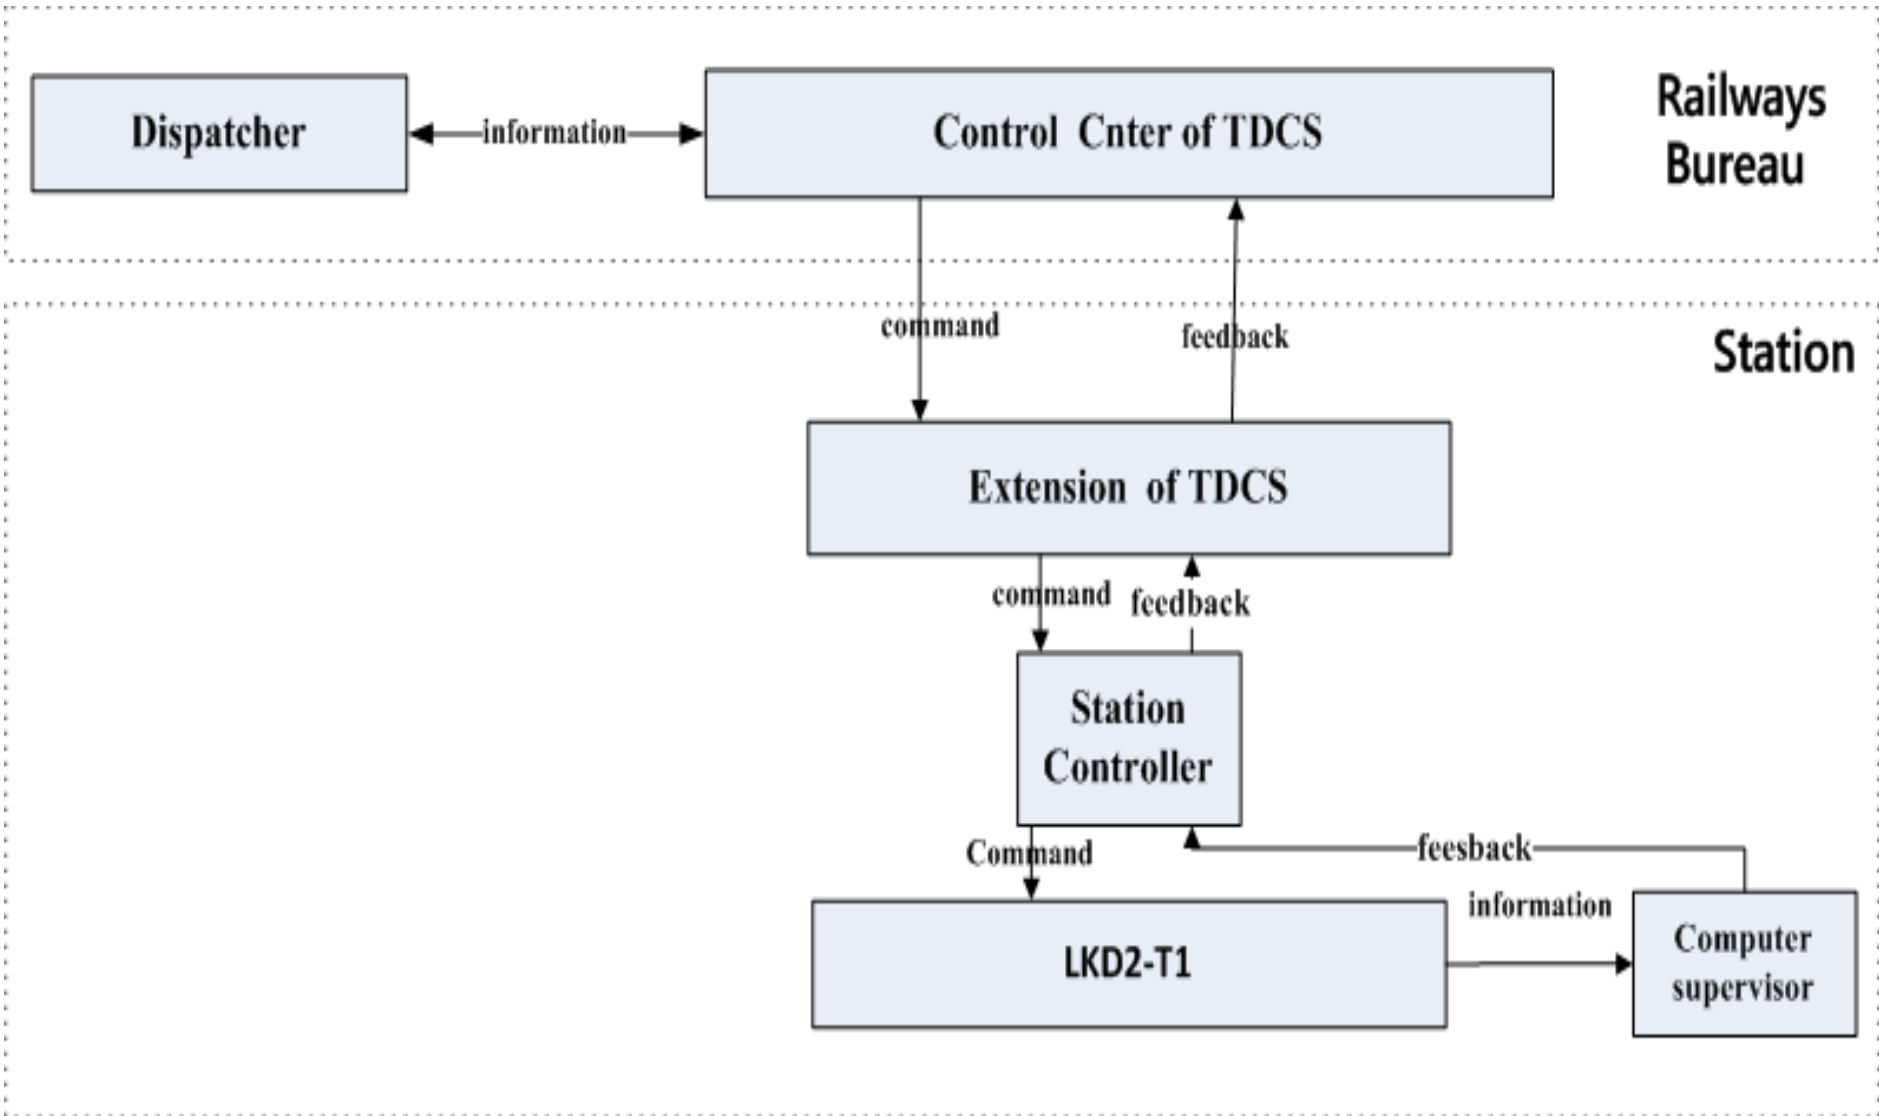 Railways
Bureau
Dispatcher
information
Control Cnter of TDCS
command
feedback
Station
Extension of TDCS
command
feedback
Station
Controller
Command
feesback
information
LKD2-T1
Computer
supervisor